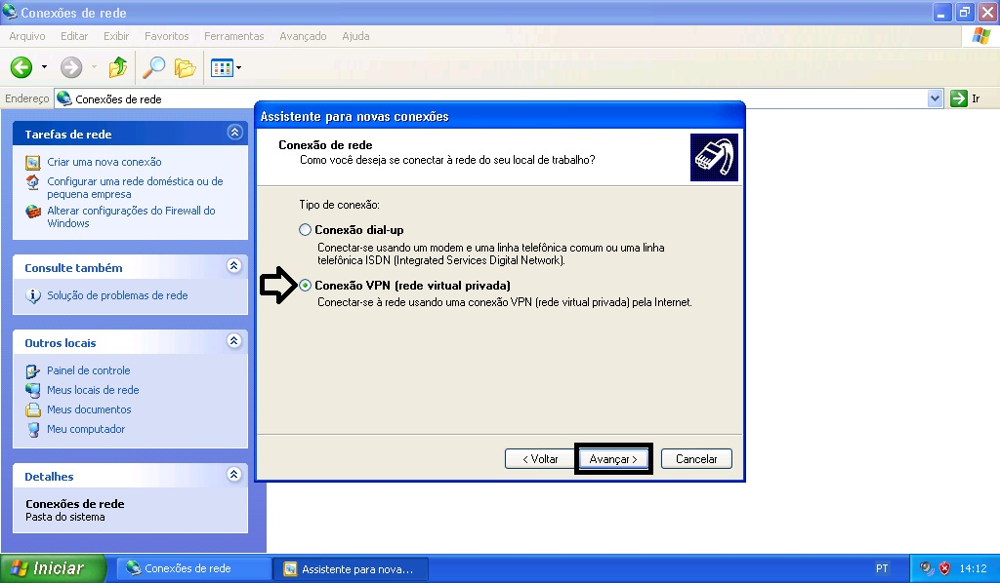 Conexões de rede
Arquivo Editar Exibir Favoritos Ferramentas Avançado Ajuda
Endereço Conexões de rede Ir
Tarefas de rede
Criar uma nova conexão
Configurar uma rede doméstica ou de
pequena empresa
Alterar configurações do Firewall do
Windows
Consulte também
Solução de problemas de rede
Outros locais
Painel de controle
Meus locais de rede
Meus documentos
Meu computador
Detalhes
Conexões de rede
Pasta do sistema
Assistente para novas conexões
Conexão de rede
Como você deseja se conectar à rede do seu local de trabalho?
Tipo de conexão:
Conexão dial-up
Conectar-se usando um modem e uma linha telefônica comum ou uma linha
telefônica ISDN (Integrated Services Digital Network).
Conexão VPN (rede virtual privada)
Conectar-se à rede usando uma conexão VPN (rede virtual privada) pela Internet.
< Voltar Avançar > Cancelar
Iniciar Conexões de rede Assistente para nova... PT 14:12